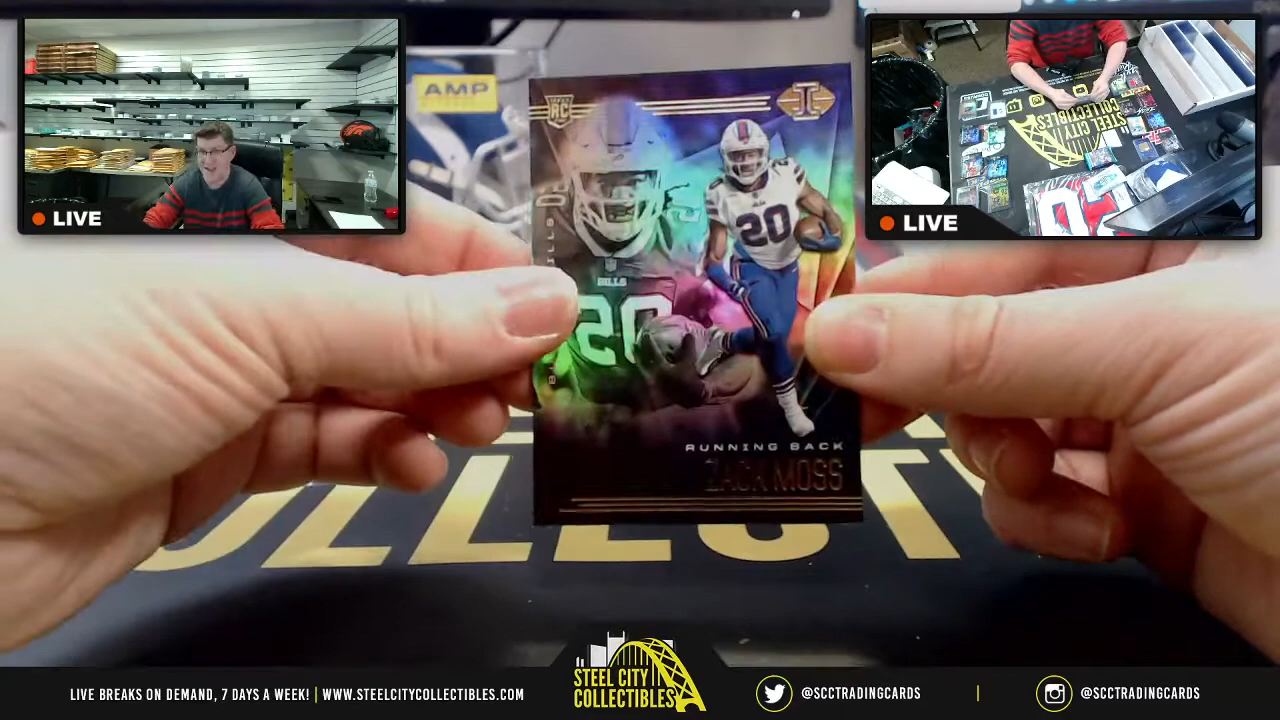 LIVE
LIVE
AMP
RC
BILLS
20
20
RUNNING BACK
ZACK MOSS
STEEL CITY
COLLECTIBLES
LIVE BREAKS ON DEMAND, 7 DAYS A WEEK! | WWW.STEELCITYCOLLECTIBLES.COM
STEEL CITY
COLLECTIBLES
@SCCTRADINGCARDS | @SCCTRADINGCARDS